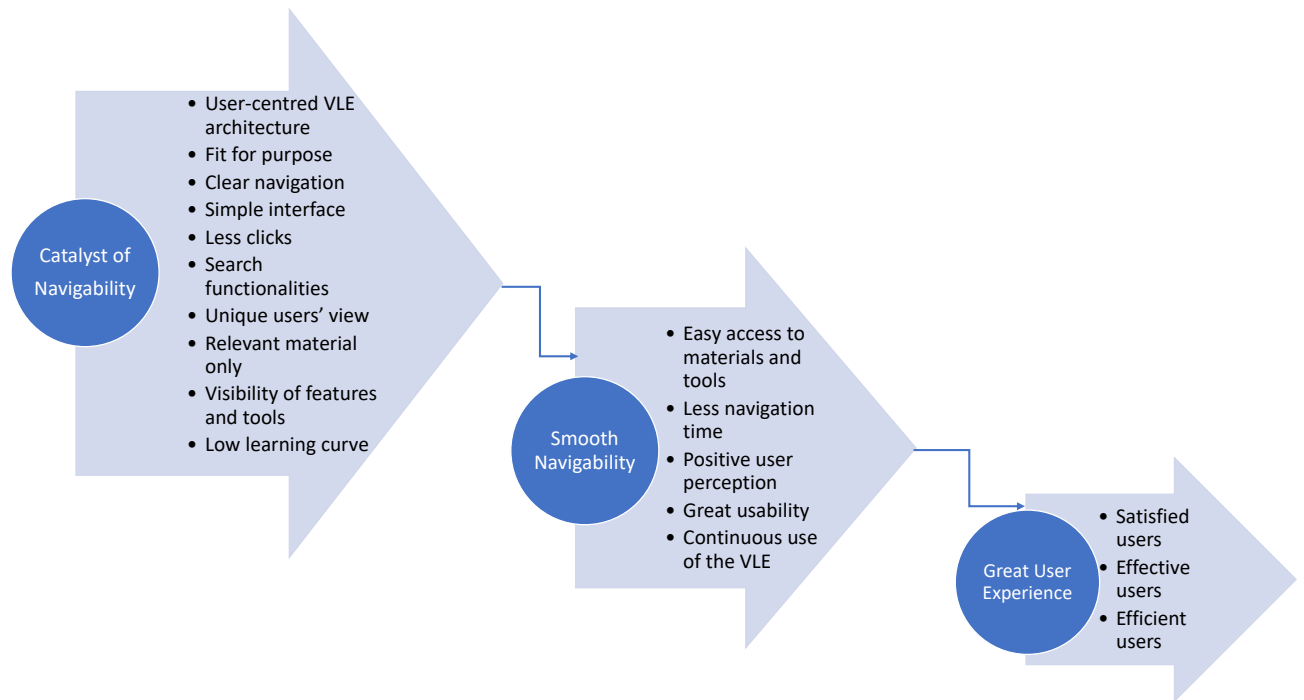 Catalyst of
Navigability
• User-centred VLE
architecture
• Fit for purpose
• Clear navigation
• Simple interface
• Less clicks
• Search
functionalities
• Unique users’ view
• Relevant material
only
• Visibility of features
and tools
• Low learning curve
Smooth
Navigability
• Easy access to
materials and
tools
• Less navigation
time
• Positive user
perception
• Great usability
• Continuous use
of the VLE
Great User
Experience
• Satisfied
users
• Effective
users
• Efficient
users